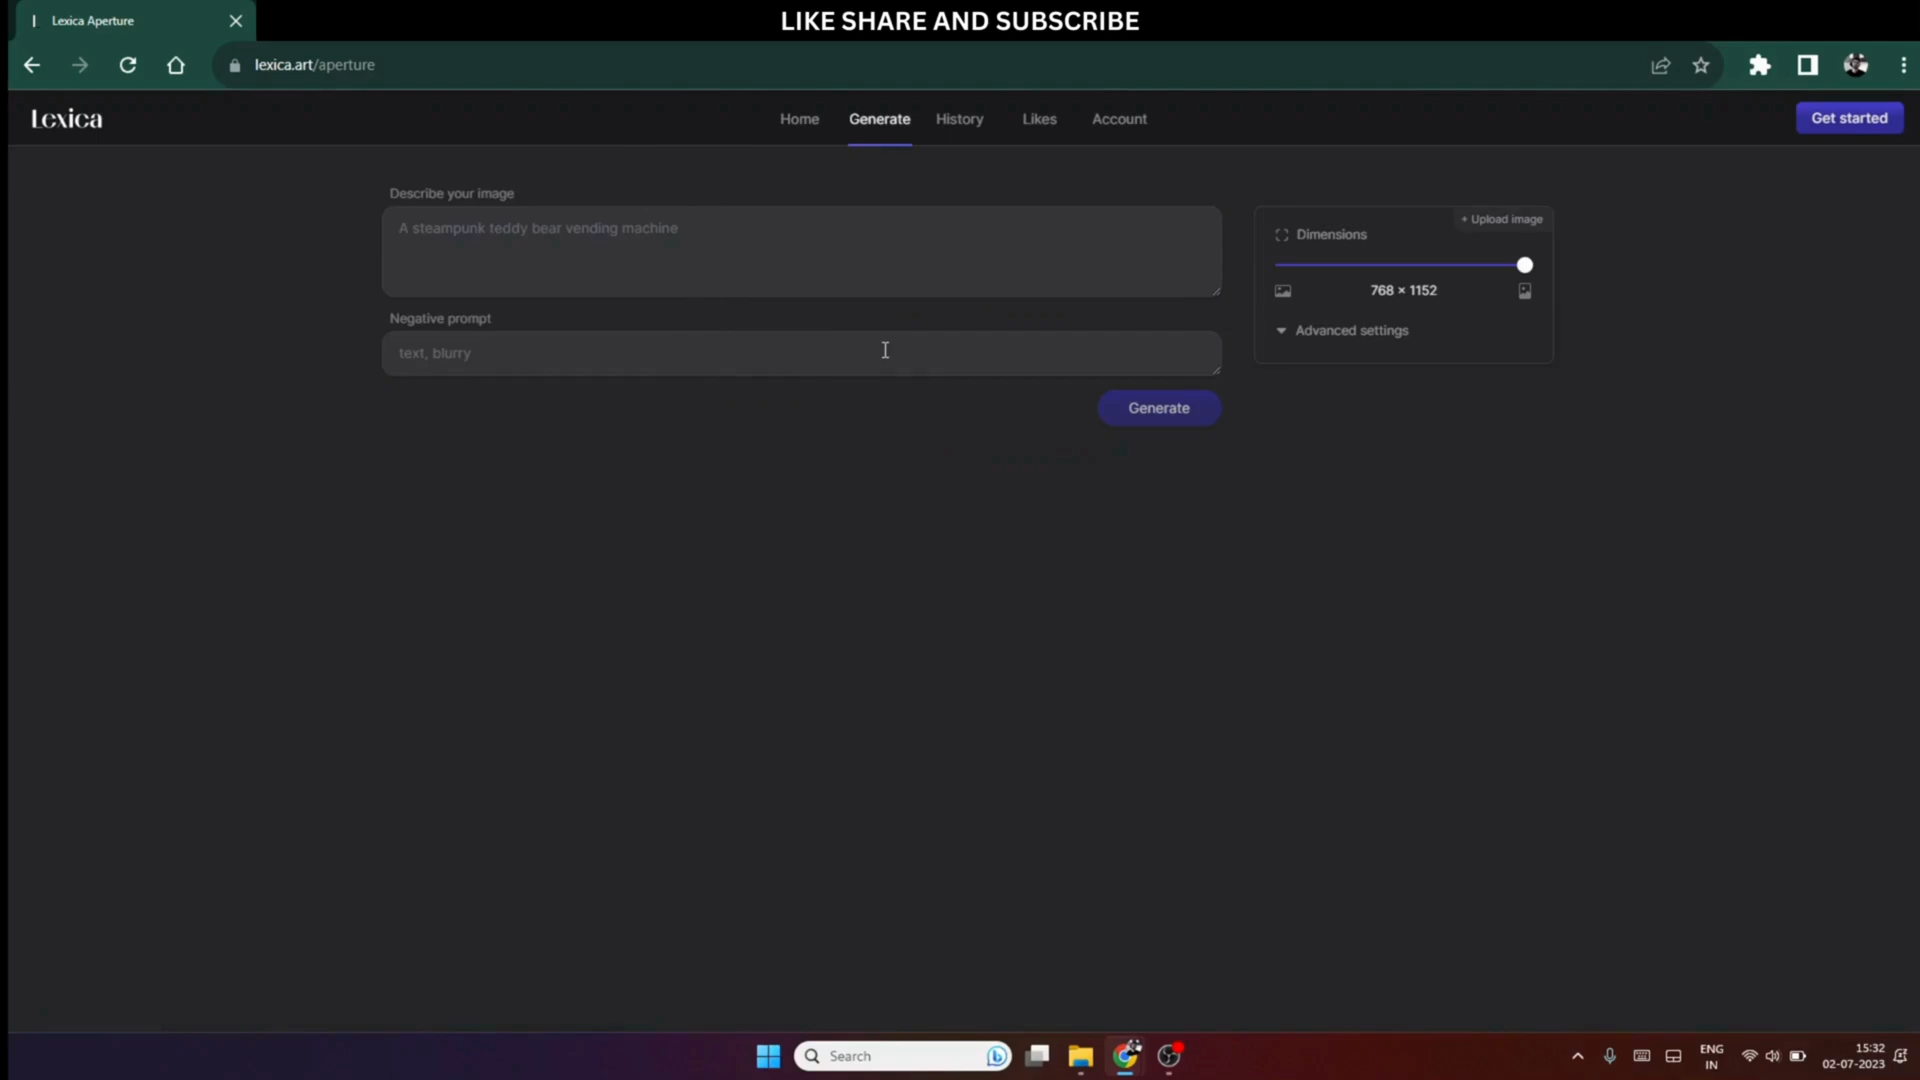 Lexica Aperture
LIKE SHARE AND SUBSCRIBE
lexica.art/aperture
Lexica
Home
Generate
History
Likes
Account
Get started
Describe your image
A steampunk teddy bear vending machine
+ Upload image
Dimensions
768 × 1152
Advanced settings
Negative prompt
text, blurry
Generate
Search
ENG
IN
15:32
02-07-2023